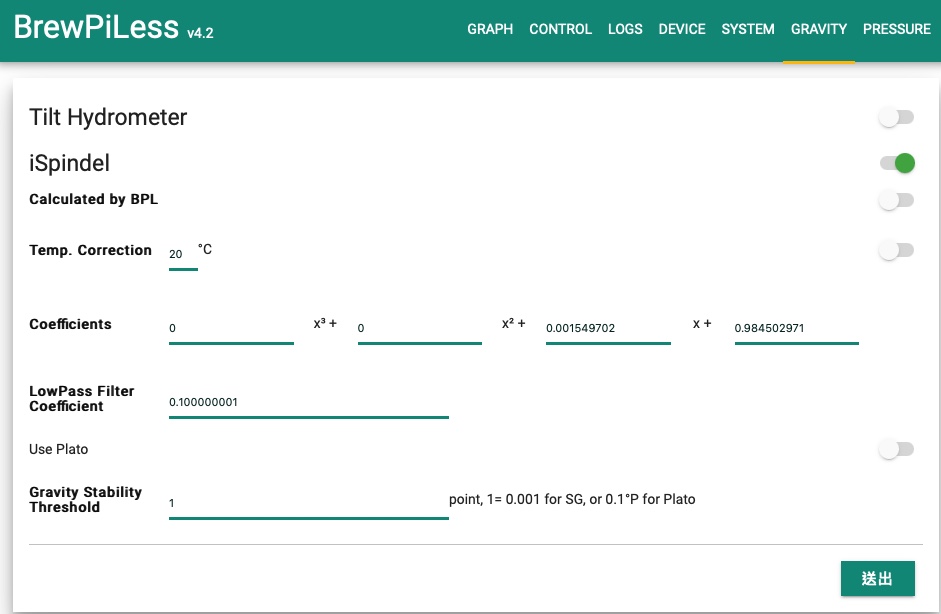 BrewPiLess v4.2
GRAPH CONTROL LOGS DEVICE SYSTEM GRAVITY PRESSURE
Tilt Hydrometer
iSpindel
Calculated by BPL
Temp. Correction 20 °C
Coefficients 0 x³ + 0 x² + 0.001549702 x + 0.984502971
LowPass Filter
Coefficient 0.100000001
Use Plato
Gravity Stability
Threshold 1 point, 1= 0.001 for SG, or 0.1°P for Plato
送出